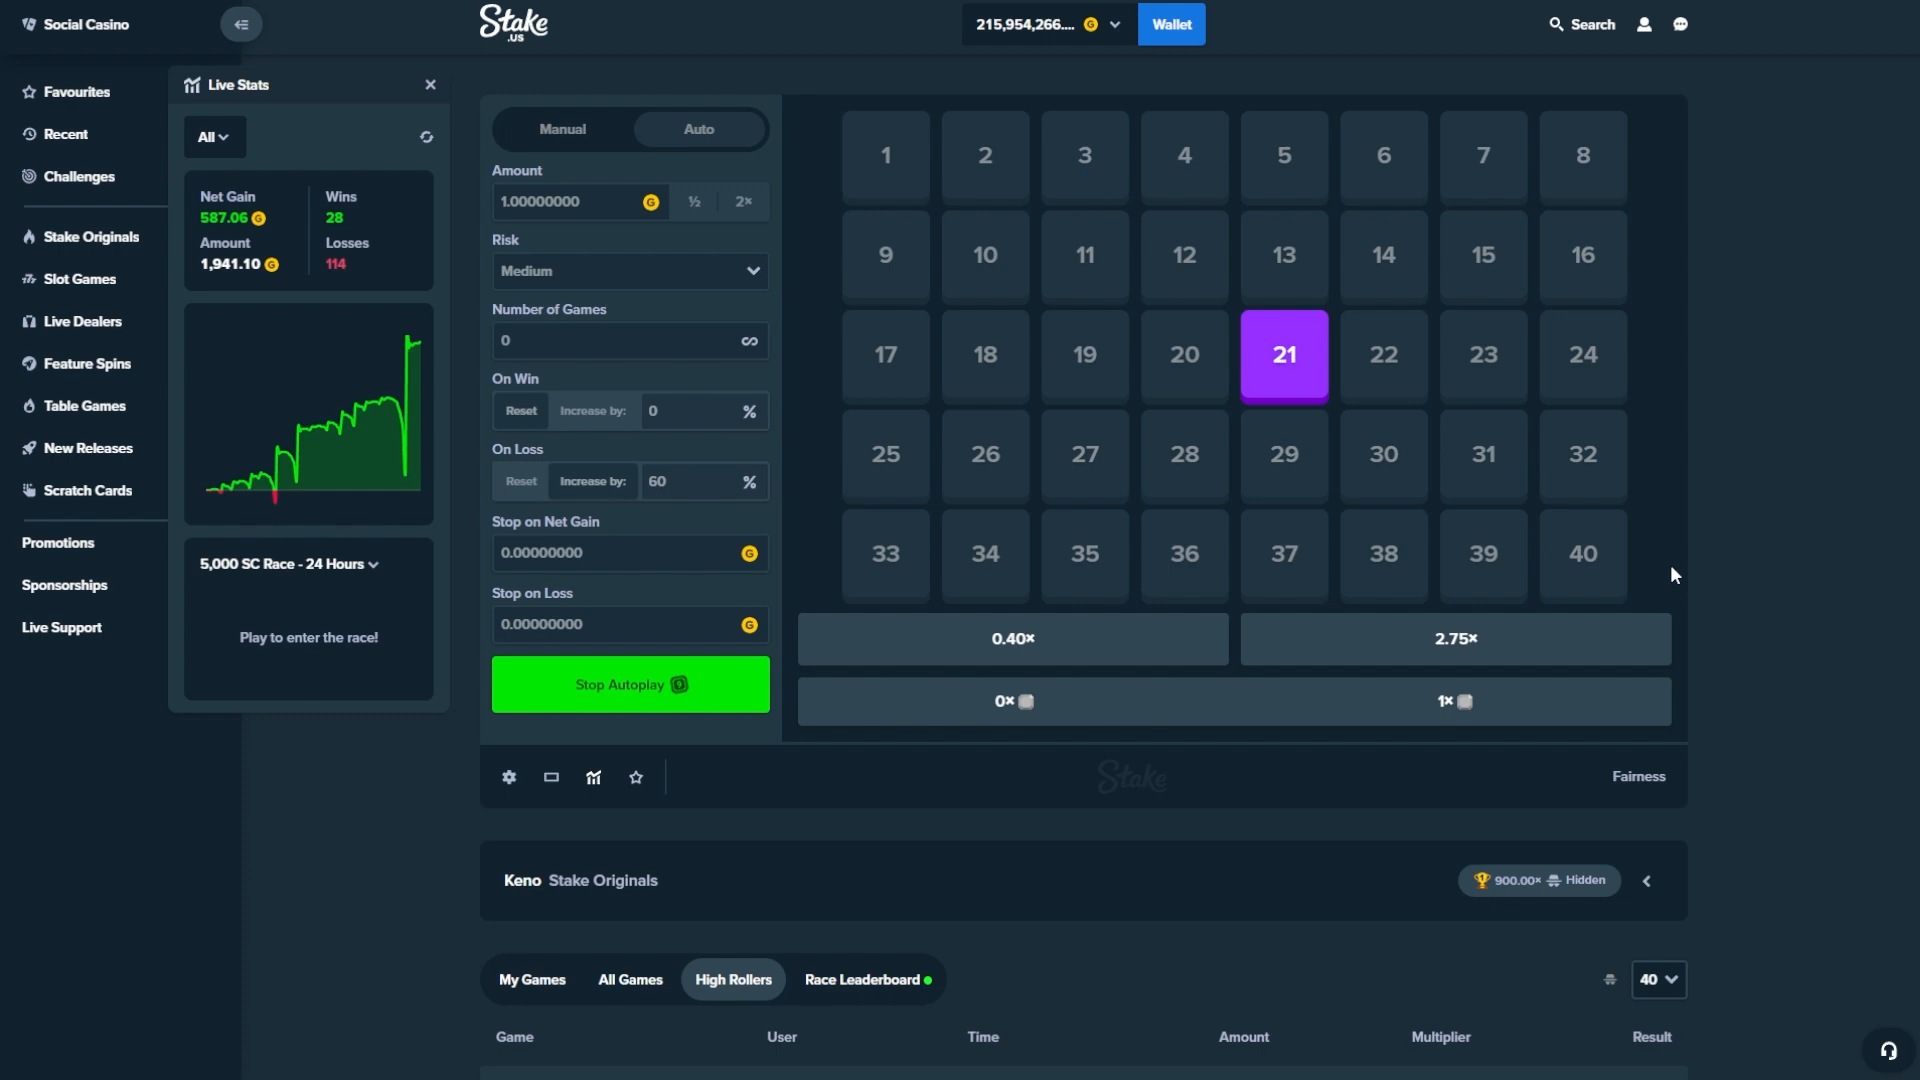 Social Casino
Stake
.US
215,954,266....
Wallet
Search
Favourites
Recent
Challenges
Stake Originals
Slot Games
Live Dealers
Feature Spins
Table Games
New Releases
Scratch Cards
Promotions
Sponsorships
Live Support
Live Stats
All
Net Gain
587.06
Wins
28
Amount
1,941.10
Losses
114
5,000 SC Race - 24 Hours
Play to enter the race!
Manual Auto
Amount
1.00000000 ½ 2×
Risk
Medium
Number of Games
0 ∞
On Win
Reset Increase by: 0 %
On Loss
Reset Increase by: 60 %
Stop on Net Gain
0.00000000
Stop on Loss
0.00000000
Stop Autoplay
1 2 3 4 5 6 7 8
9 10 11 12 13 14 15 16
17 18 19 20 21 22 23 24
25 26 27 28 29 30 31 32
33 34 35 36 37 38 39 40
0.40× 2.75×
0× 1×
Stake
Fairness
Keno Stake Originals
900.00× Hidden
My Games All Games High Rollers Race Leaderboard
40
Game User Time Amount Multiplier Result